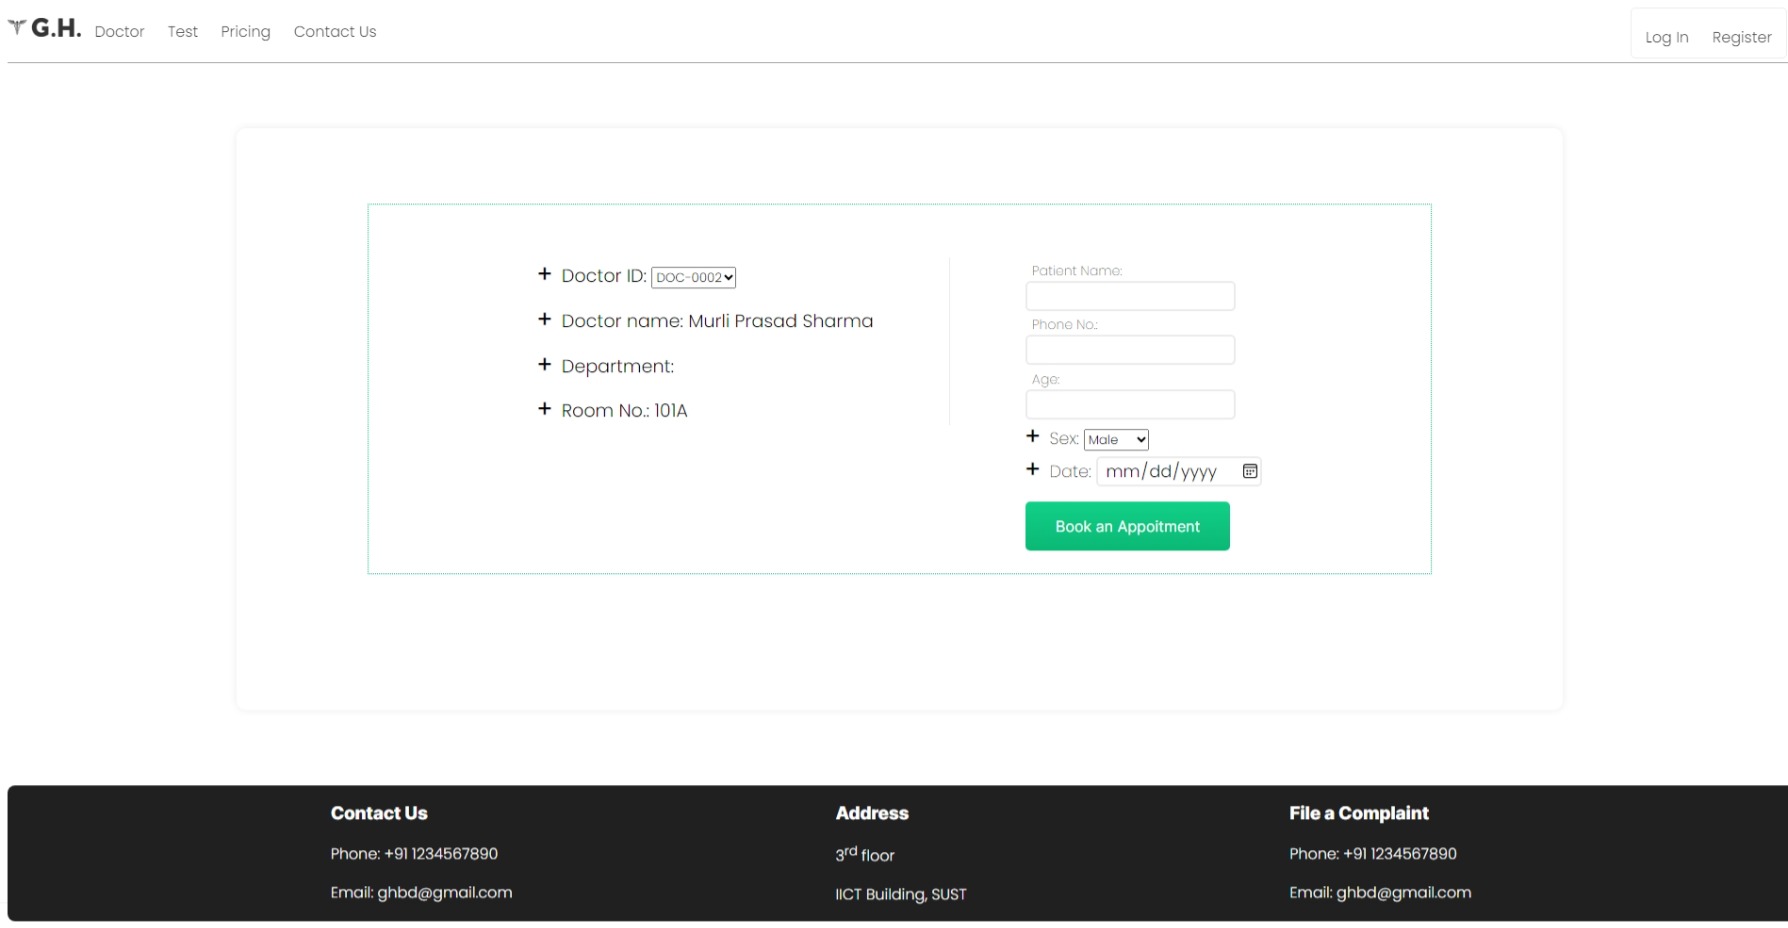 G.H. Doctor Test Pricing Contact Us Log In Register
Doctor ID: DOC-0002
Doctor name: Murli Prasad Sharma
Department:
Room No.: 101A
Patient Name:
Phone No.:
Age:
Sex: Male
Date: mm/dd/yyyy
Book an Appoitment
Contact Us
Phone: +91 1234567890
Email: ghbd@gmail.com
Address
3rd floor
IICT Building, SUST
File a Complaint
Phone: +91 1234567890
Email: ghbd@gmail.com